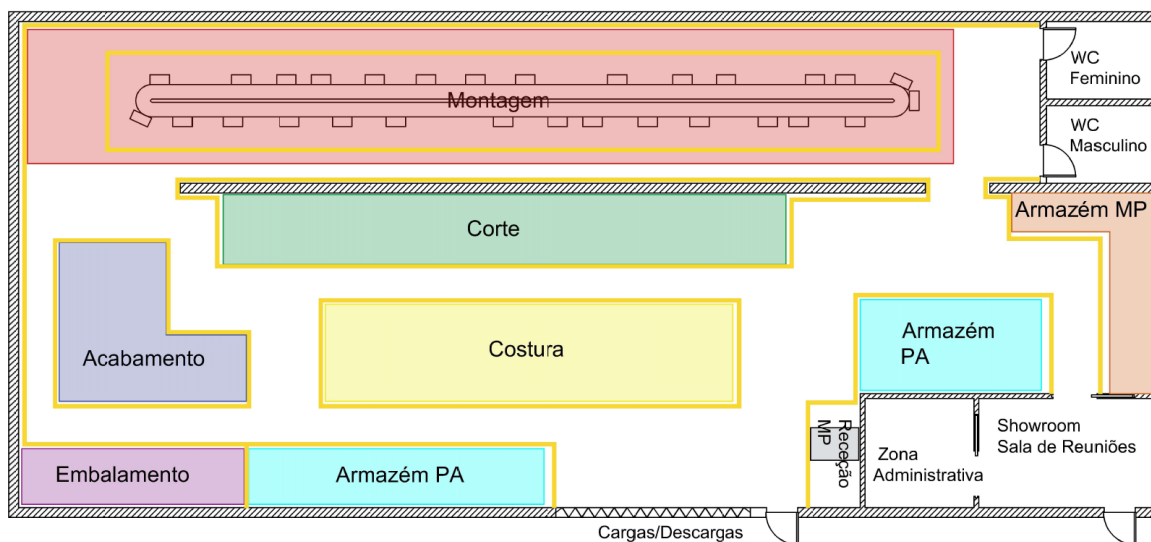 Montagem
WC
Feminino
WC
Masculino
Armazém MP
Corte
Acabamento
Costura
Armazém
PA
Receção
MP
Showroom
Sala de Reuniões
Zona
Administrativa
Embalamento
Armazém PA
Cargas/Descargas